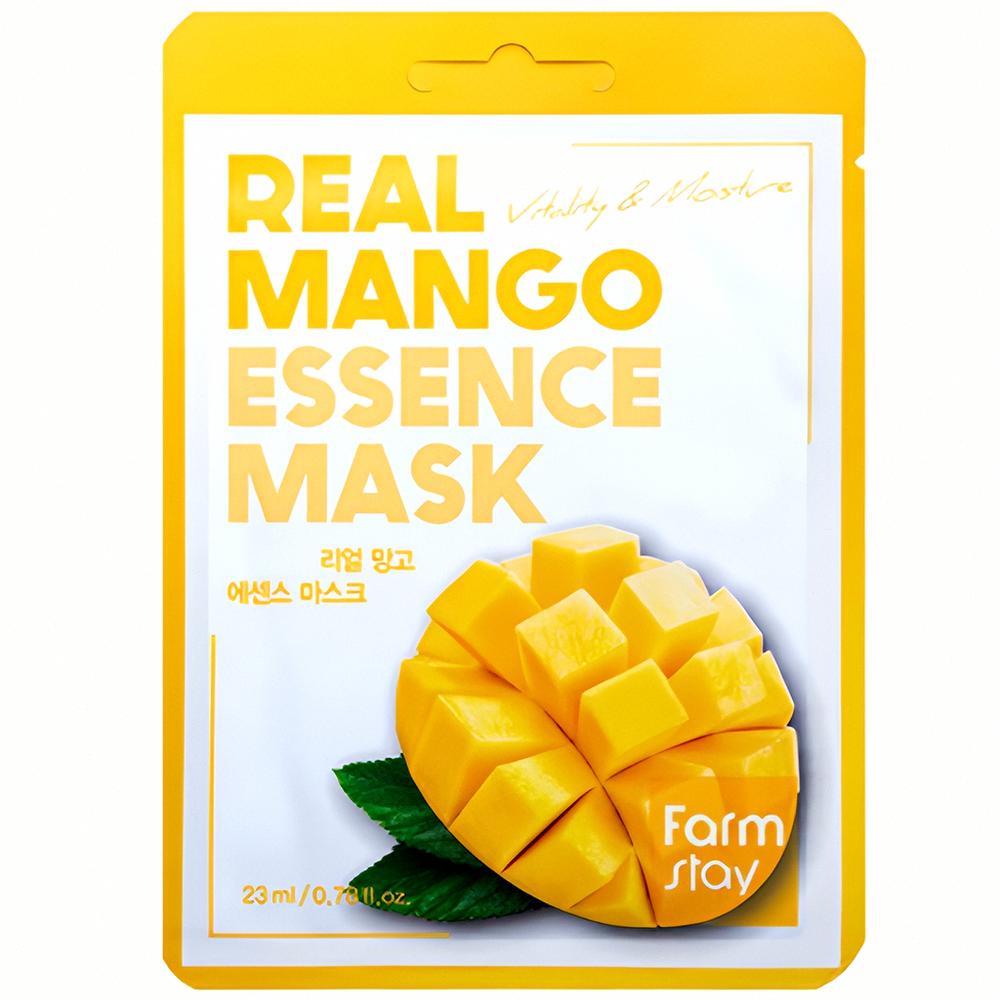 REAL
Vitality & Moisture
MANGO
ESSENCE
MASK
리얼 망고
에센스 마스크
Farm
stay
23 ml / 0.78 fl.oz.